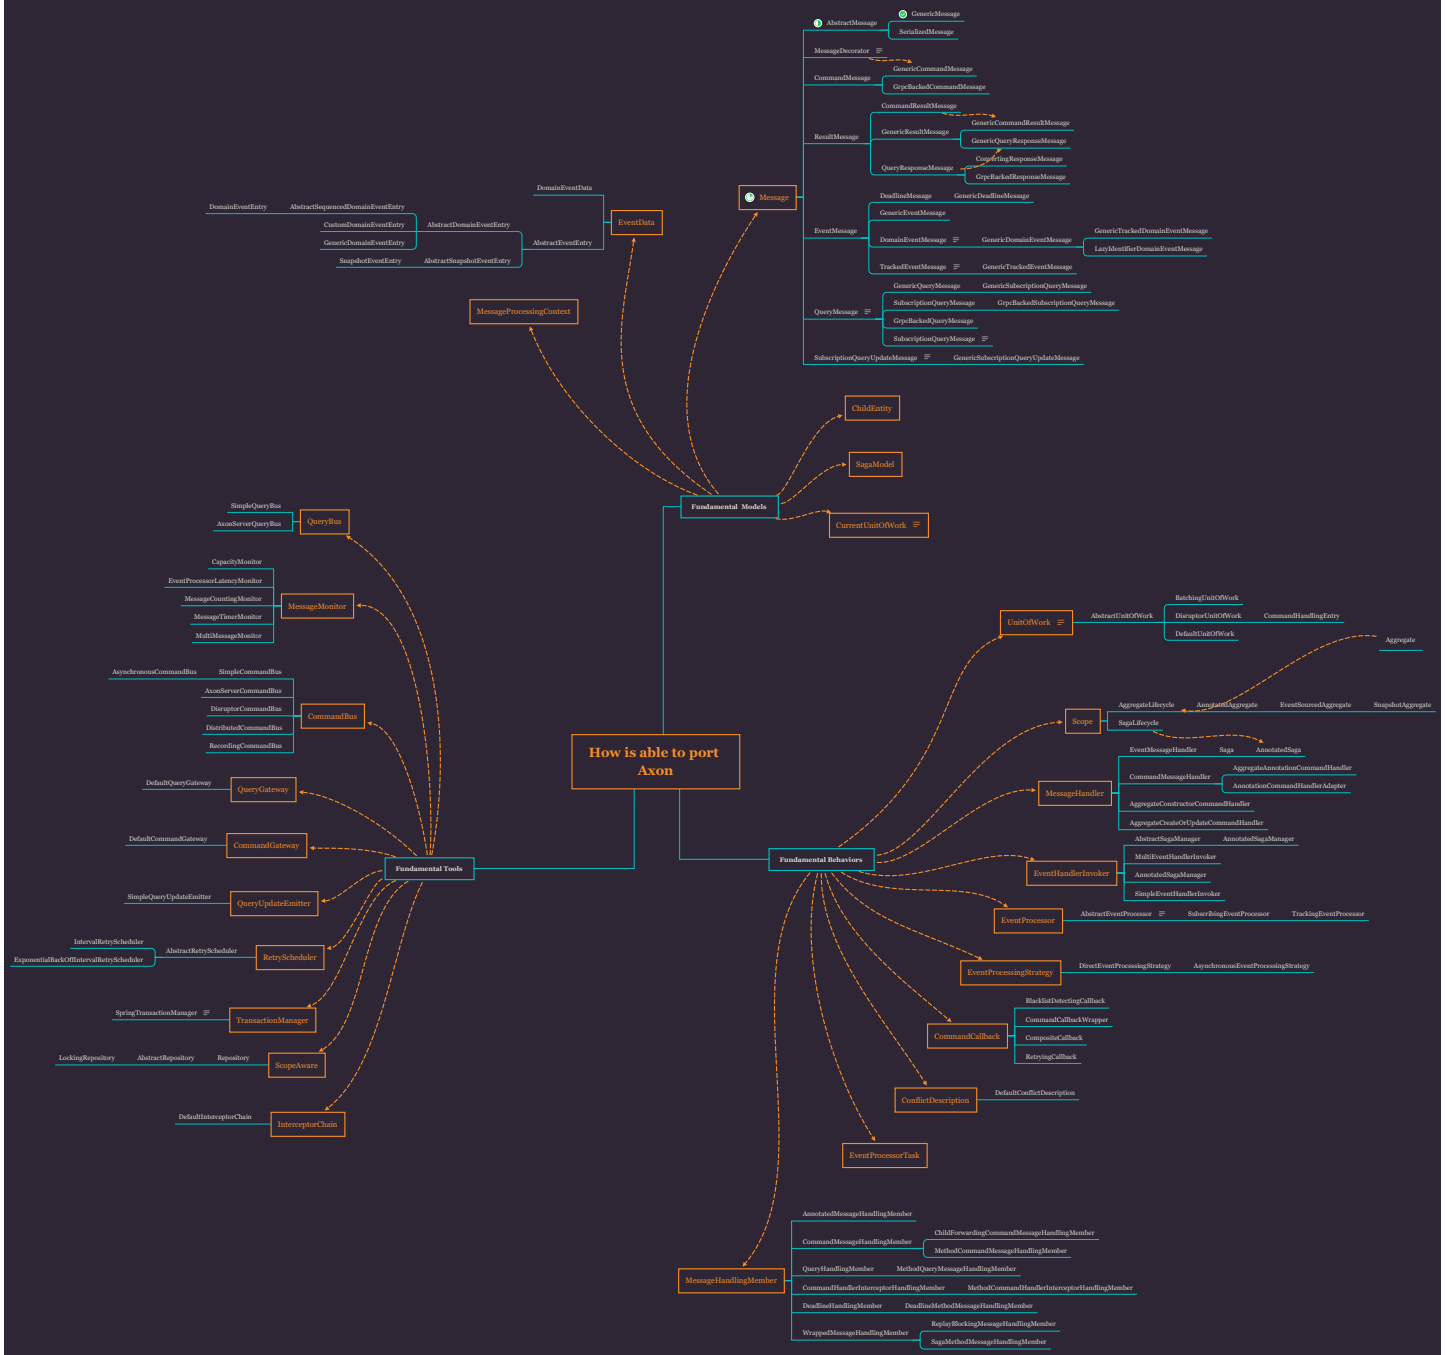 GenericMessage
AbstractMessage
SerializedMessage
MessageDecorator
GenericCommandMessage
CommandMessage
GrpcBackedCommandMessage
CommandResultMessage
GenericCommandResultMessage
ResultMessage
GenericResultMessage
GenericQueryResponseMessage
ConvertingResponseMessage
QueryResponseMessage
GrpcBackedResponseMessage
Message
DeadlineMessage GenericDeadlineMessage
GenericEventMessage
EventMessage
GenericTrackedDomainEventMessage
DomainEventMessage GenericDomainEventMessage
LazyIdentifierDomainEventMessage
TrackedEventMessage GenericTrackedEventMessage
GenericQueryMessage GenericSubscriptionQueryMessage
SubscriptionQueryMessage GrpcBackedSubscriptionQueryMessage
QueryMessage
GrpcBackedQueryMessage
SubscriptionQueryMessage
SubscriptionQueryUpdateMessage GenericSubscriptionQueryUpdateMessage
DomainEventData
EventData
DomainEventEntry AbstractSequencedDomainEventEntry
CustomDomainEventEntry AbstractDomainEventEntry
GenericDomainEventEntry
AbstractEventEntry
SnapshotEventEntry AbstractSnapshotEventEntry
MessageProcessingContext
ChildEntity
SagaModel
Fundamental Models
CurrentUnitOfWork
SimpleQueryBus
QueryBus
AxonServerQueryBus
CapacityMonitor
EventProcessorLatencyMonitor
MessageCountingMonitor
MessageMonitor
MessageTimerMonitor
MultiMessageMonitor
AsynchronousCommandBus SimpleCommandBus
AxonServerCommandBus
DisruptorCommandBus
CommandBus
DistributedCommandBus
RecordingCommandBus
How is able to port
Axon
DefaultQueryGateway
QueryGateway
DefaultCommandGateway
CommandGateway
Fundamental Tools
SimpleQueryUpdateEmitter
QueryUpdateEmitter
IntervalRetryScheduler
AbstractRetryScheduler
RetryScheduler
ExponentialBackOffIntervalRetryScheduler
SpringTransactionManager
TransactionManager
LockingRepository AbstractRepository Repository
ScopeAware
DefaultInterceptorChain
InterceptorChain
BatchingUnitOfWork
UnitOfWork AbstractUnitOfWork DisruptorUnitOfWork CommandHandlingEntry
DefaultUnitOfWork
Aggregate
AggregateLifecycle AnnotatedAggregate EventSourcedAggregate SnapshotAggregate
Scope
SagaLifecycle
EventMessageHandler Saga AnnotatedSaga
AggregateAnnotationCommandHandler
CommandMessageHandler
AnnotationCommandHandlerAdapter
MessageHandler
AggregateConstructorCommandHandler
AggregateCreateOrUpdateCommandHandler
AbstractSagaManager AnnotatedSagaManager
MultiEventHandlerInvoker
Fundamental Behaviors
EventHandlerInvoker
AnnotatedSagaManager
SimpleEventHandlerInvoker
EventProcessor AbstractEventProcessor SubscribingEventProcessor TrackingEventProcessor
EventProcessingStrategy DirectEventProcessingStrategy AsynchronousEventProcessingStrategy
BlacklistDetectingCallback
CommandCallbackWrapper
CommandCallback
CompositeCallback
RetryingCallback
ConflictDescription DefaultConflictDescription
EventProcessorTask
AnnotatedMessageHandlingMember
ChildForwardingCommandMessageHandlingMember
CommandMessageHandlingMember
MethodCommandMessageHandlingMember
QueryHandlingMember MethodQueryMessageHandlingMember
MessageHandlingMember
CommandHandlerInterceptorHandlingMember MethodCommandHandlerInterceptorHandlingMember
DeadlineHandlingMember DeadlineMethodMessageHandlingMember
ReplayBlockingMessageHandlingMember
WrappedMessageHandlingMember
SagaMethodMessageHandlingMember